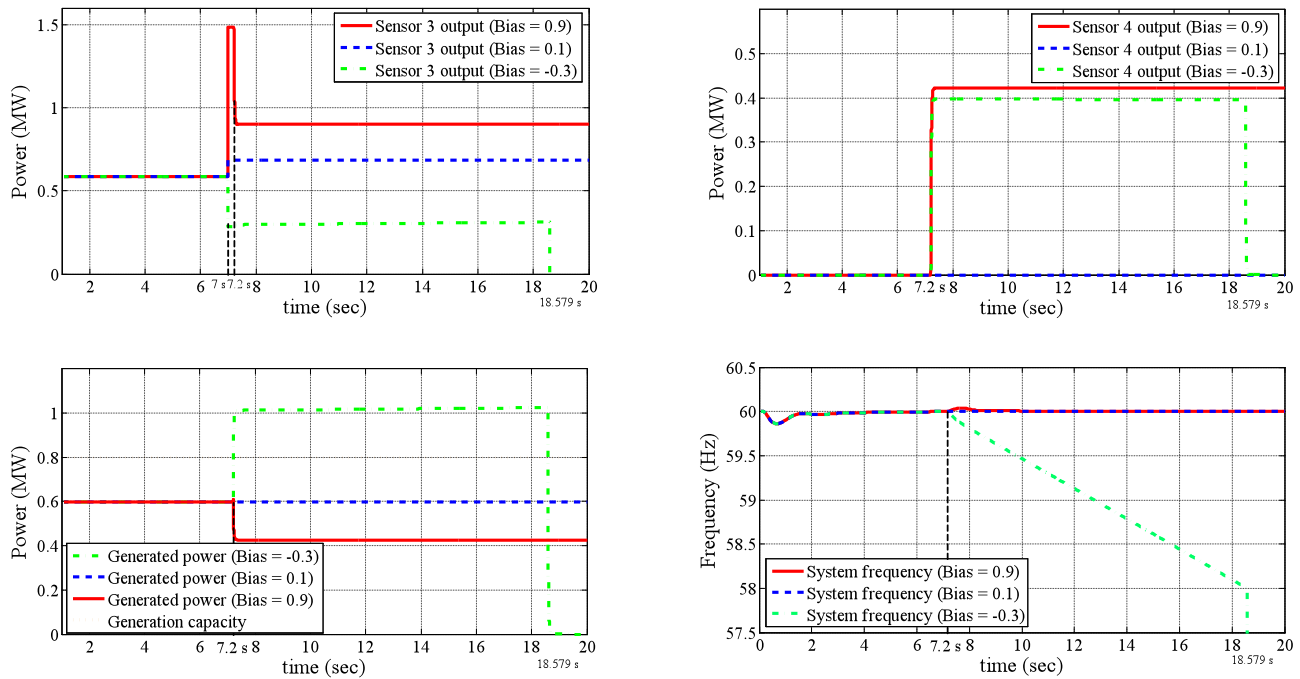 1.5
1
0.5
0
Power (MW)
Sensor 3 output (Bias = 0.9)
Sensor 3 output (Bias = 0.1)
Sensor 3 output (Bias = -0.3)
2 4 6 7 s 7.2 s 8 10 12 14 16 18 20
18.579 s
time (sec)
0.5
0.4
0.3
0.2
0.1
0
Power (MW)
Sensor 4 output (Bias = 0.9)
Sensor 4 output (Bias = 0.1)
Sensor 4 output (Bias = -0.3)
2 4 6 7.2 s 8 10 12 14 16 18 20
18.579 s
time (sec)
1
0.8
0.6
0.4
0.2
0
Power (MW)
Generated power (Bias = -0.3)
Generated power (Bias = 0.1)
Generated power (Bias = 0.9)
Generation capacity
2 4 6 7.2 s 8 10 12 14 16 18 20
18.579 s
time (sec)
60.5
60
59.5
59
58.5
58
57.5
Frequency (Hz)
System frequency (Bias = 0.9)
System frequency (Bias = 0.1)
System frequency (Bias = -0.3)
0 2 4 6 7.2 s 8 10 12 14 16 18 20
18.579 s
time (sec)